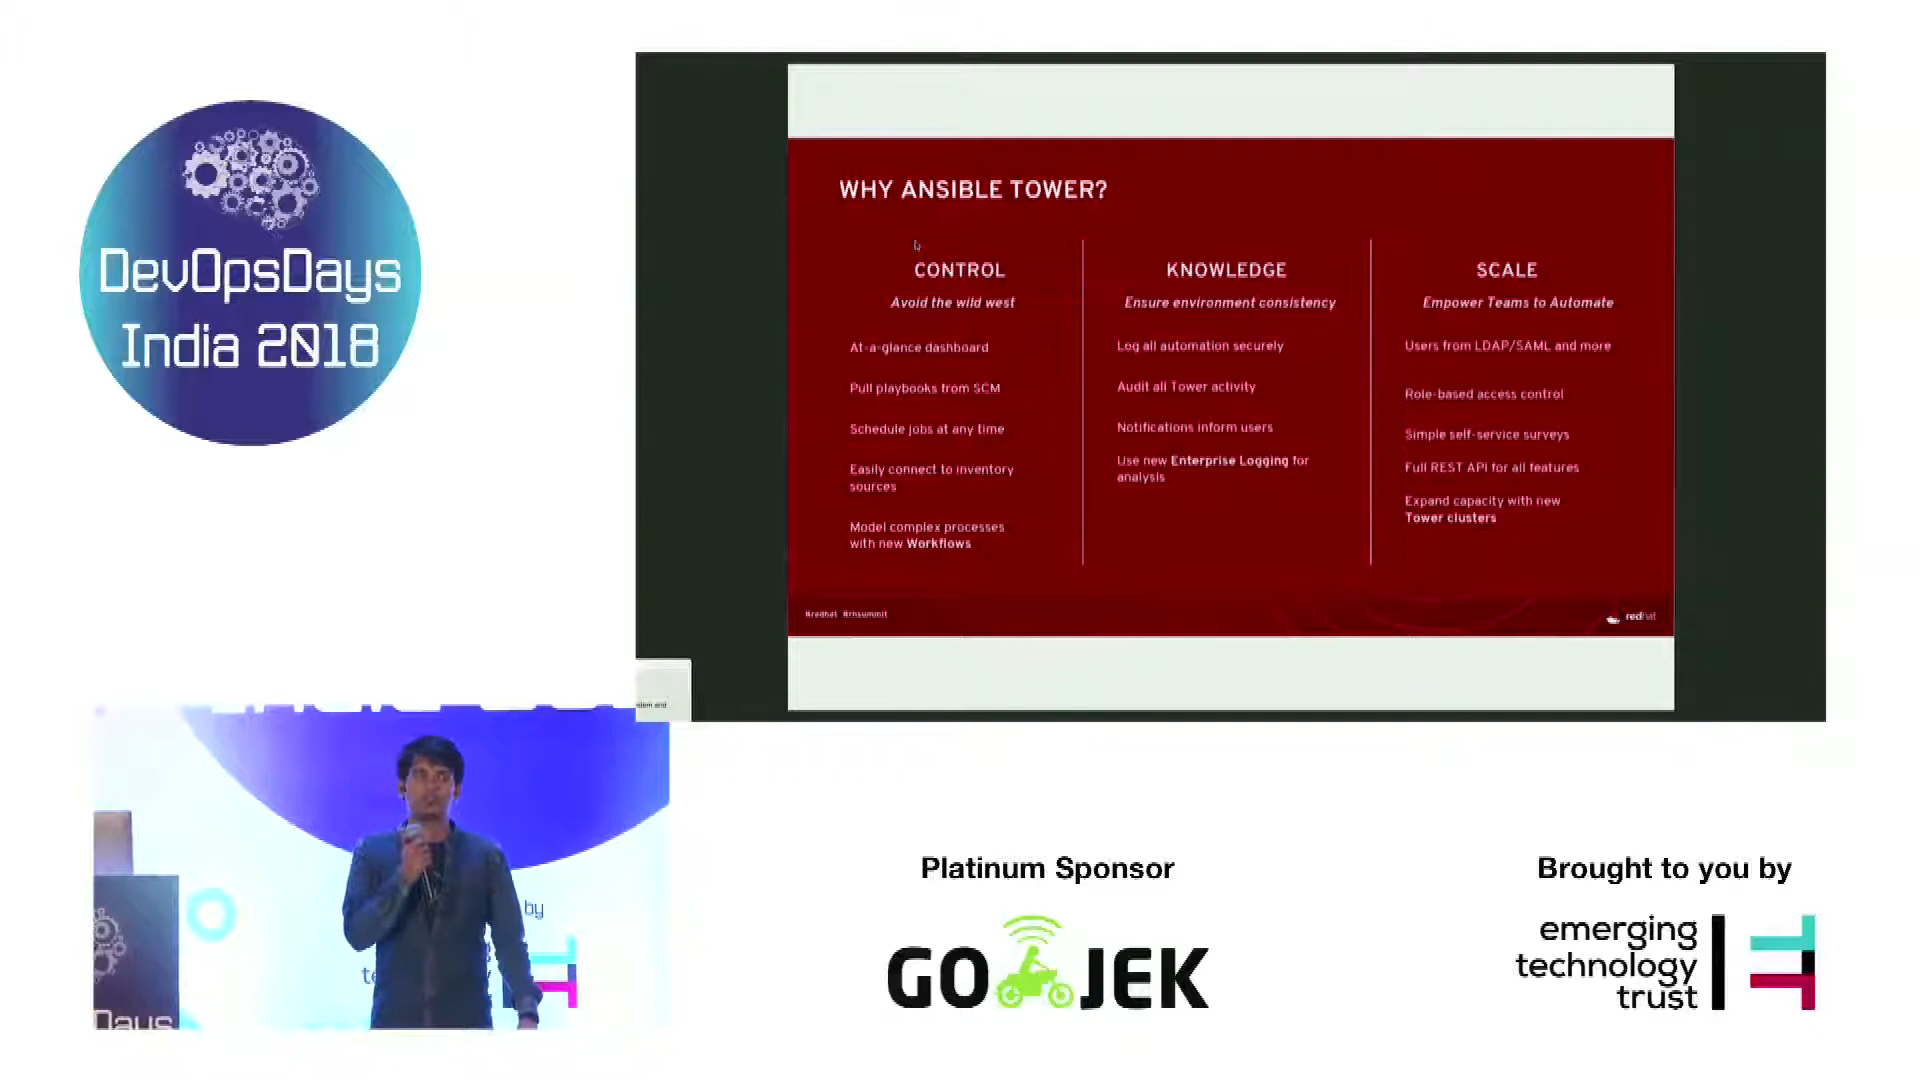 DevOpsDays
India 2018
WHY ANSIBLE TOWER?
CONTROL
Avoid the wild west
At-a-glance dashboard
Pull playbooks from SCM
Schedule jobs at any time
Easily connect to inventory
sources
Model complex processes
with new Workflows
KNOWLEDGE
Ensure environment consistency
Log all automation securely
Audit all Tower activity
Notifications inform users
Use new Enterprise Logging for
analysis
SCALE
Empower Teams to Automate
Users from LDAP/SAML and more
Role-based access control
Simple self-service surveys
Full REST API for all features
Expand capacity with new
Tower clusters
#redhat #rhsummit
redhat
by
Days
Platinum Sponsor
GO JEK
Brought to you by
emerging
technology
trust